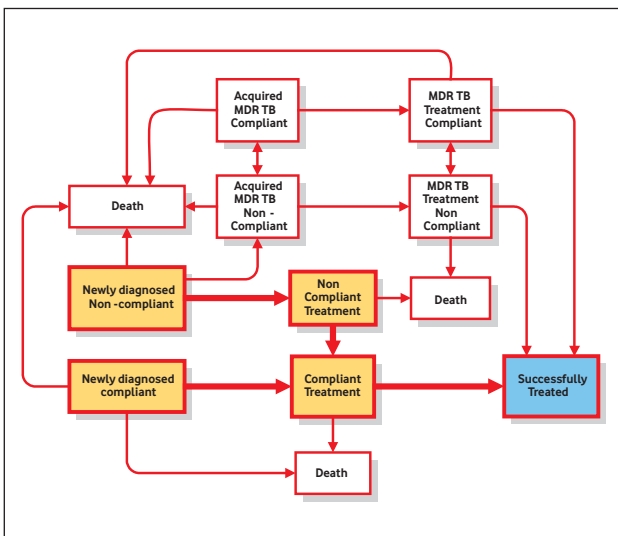 Acquired
MDR TB
Compliant
MDR TB
Treatment
Compliant
Death
Acquired
MDR TB
Non -
Compliant
MDR TB
Treatment
Non
Compliant
Newly diagnosed
Non -compliant
Non
Compliant
Treatment
Death
Newly diagnosed
compliant
Compliant
Treatment
Successfully
Treated
Death